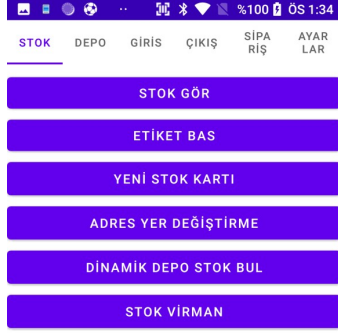 %100 ÖS 1:34
STOK DEPO GİRİS ÇIKIŞ SİPA RİŞ AYAR LAR
STOK GÖR
ETİKET BAS
YENİ STOK KARTI
ADRES YER DEĞİŞTİRME
DİNAMİK DEPO STOK BUL
STOK VİRMAN